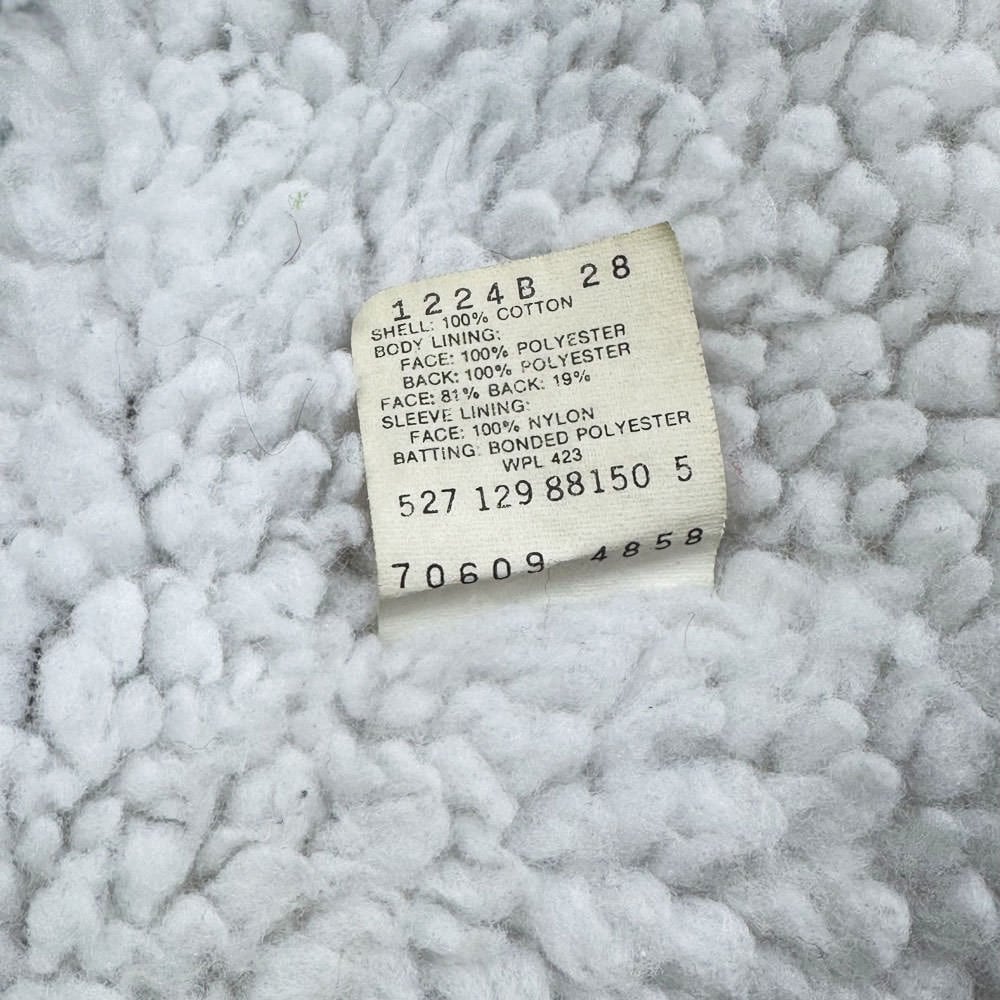 1224B 28
SHELL: 100% COTTON
BODY LINING:
FACE: 100% POLYESTER
BACK: 100% POLYESTER
FACE: 81% BACK: 19%
SLEEVE LINING:
FACE: 100% NYLON
BATTING: BONDED POLYESTER
WPL 423
527 129 88150 5
70609 4858